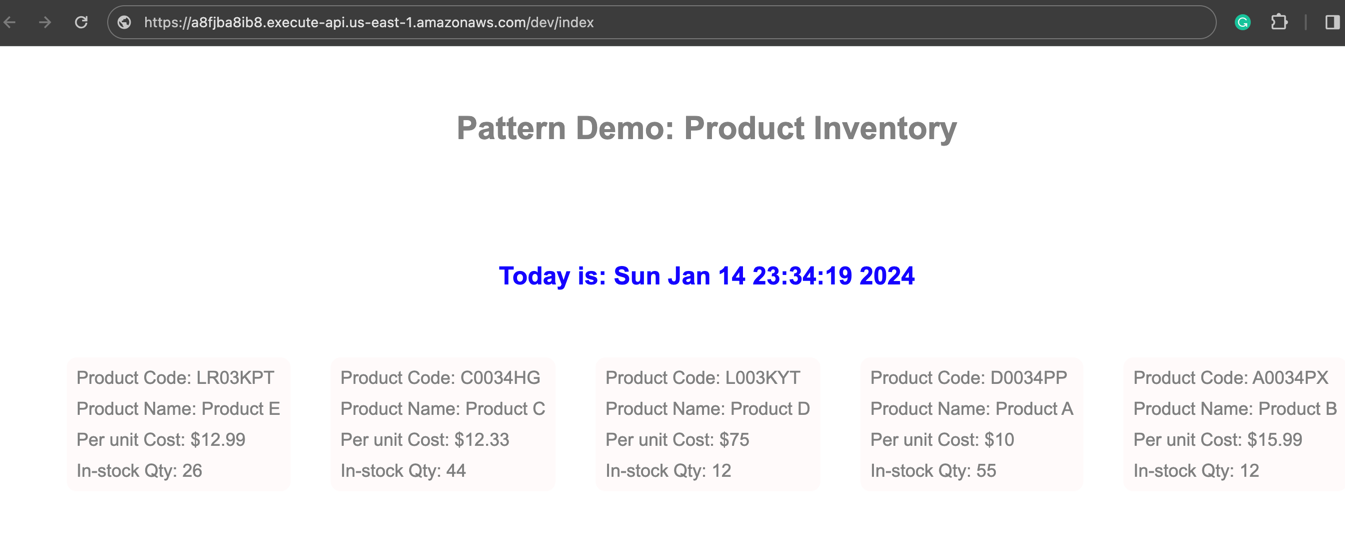 https://a8fjba8ib8.execute-api.us-east-1.amazonaws.com/dev/index
Pattern Demo: Product Inventory
Today is: Sun Jan 14 23:34:19 2024
Product Code: LR03KPT
Product Name: Product E
Per unit Cost: $12.99
In-stock Qty: 26
Product Code: C0034HG
Product Name: Product C
Per unit Cost: $12.33
In-stock Qty: 44
Product Code: L003KYT
Product Name: Product D
Per unit Cost: $75
In-stock Qty: 12
Product Code: D0034PP
Product Name: Product A
Per unit Cost: $10
In-stock Qty: 55
Product Code: A0034PX
Product Name: Product B
Per unit Cost: $15.99
In-stock Qty: 12